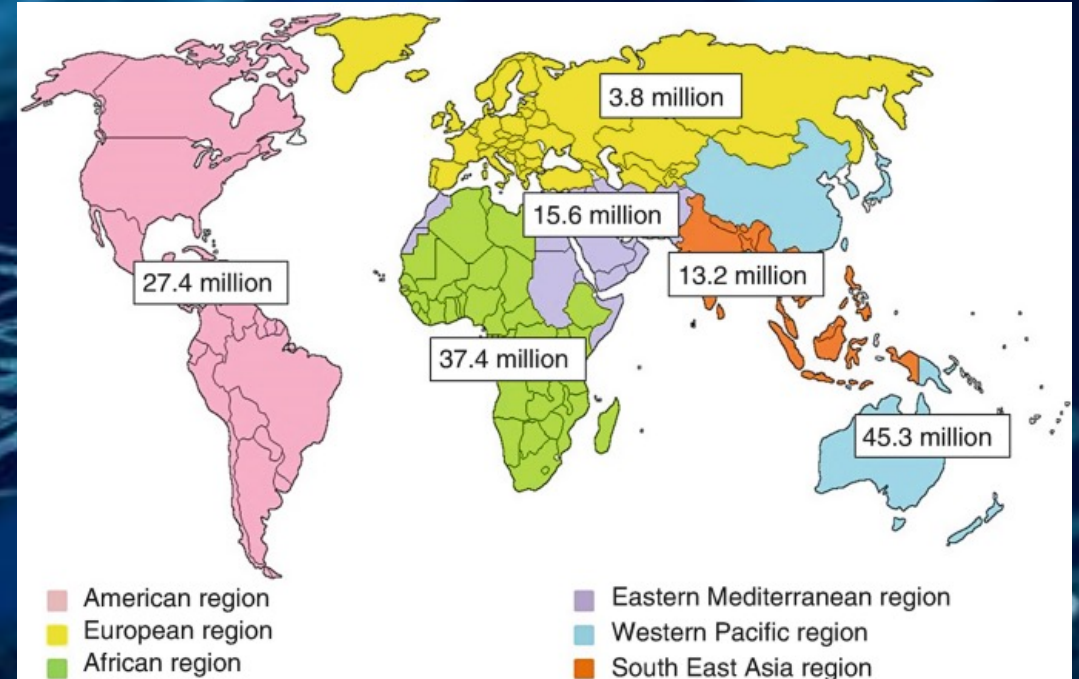 3.8 million
15.6 million
27.4 million
13.2 million
37.4 million
45.3 million
American region
European region
African region
Eastern Mediterranean region
Western Pacific region
South East Asia region